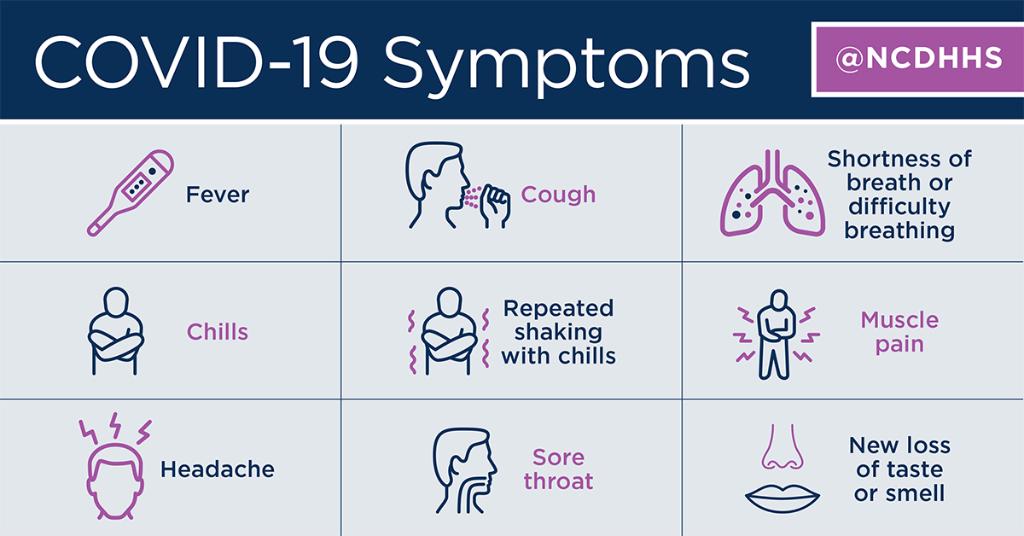 COVID-19 Symptoms
@NCDHHS
Fever
Cough
Shortness of
breath or
difficulty
breathing
Chills
Repeated
shaking
with chills
Muscle
pain
Headache
Sore
throat
New loss
of taste
or smell